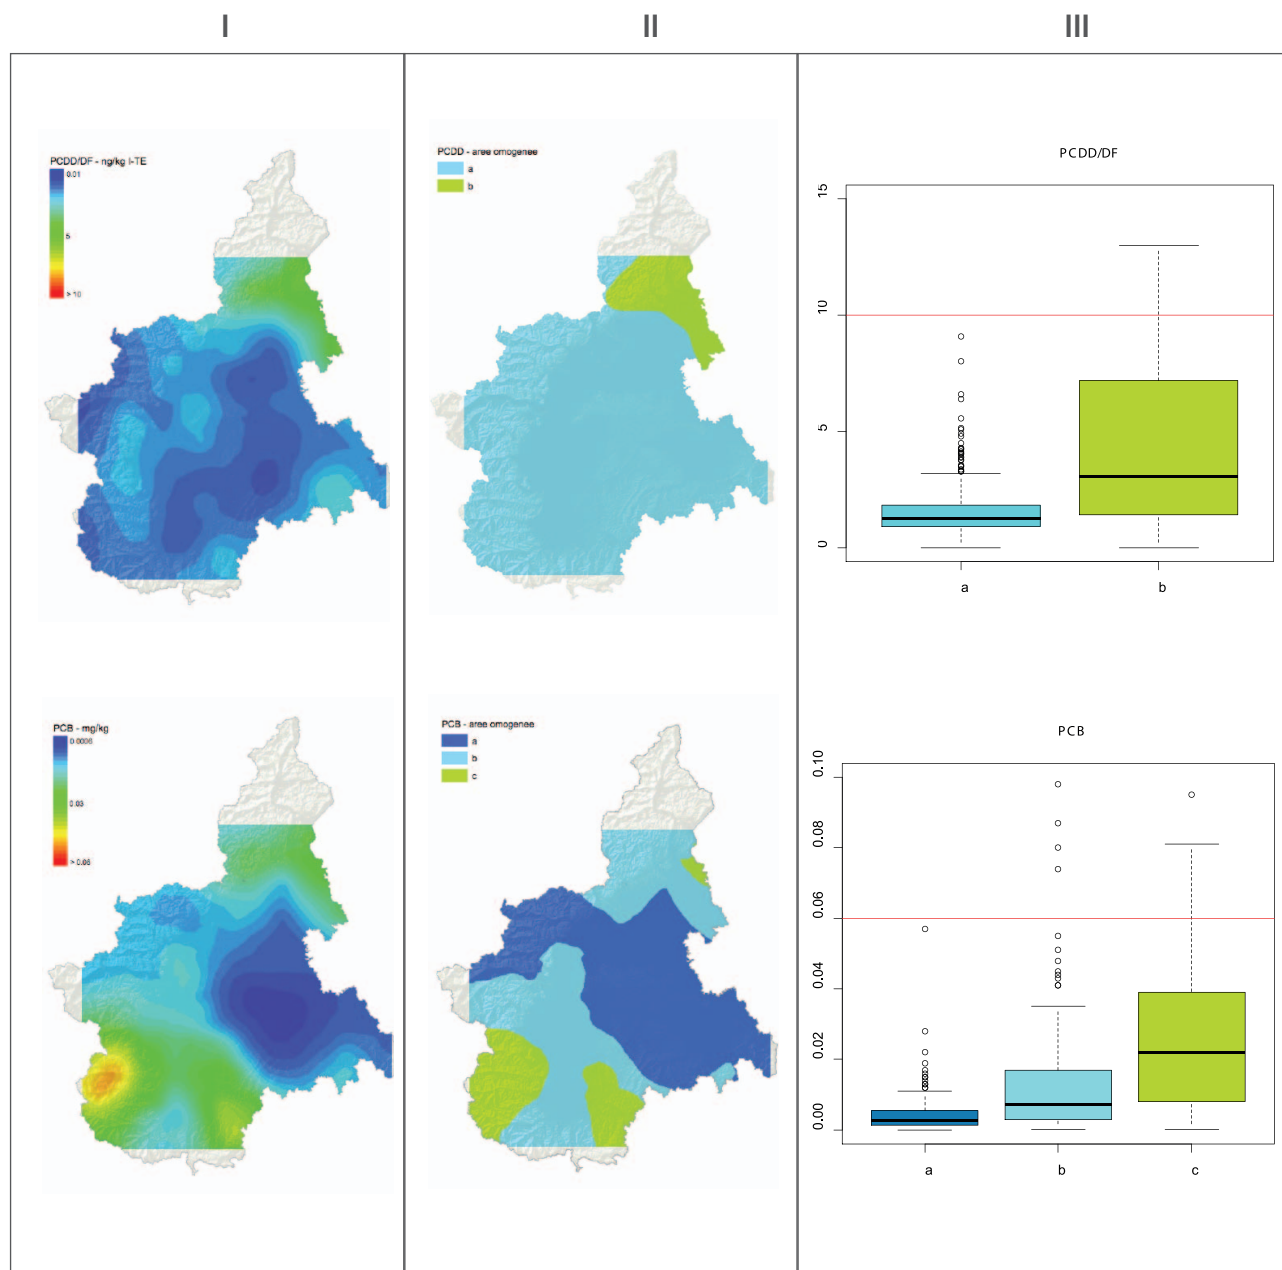 I
II
III
PCDD/DF - ng/kg I-TE
0.01
5
> 10
PCDD - aree omogenee
a
b
PCDD/DF
15
10
5
0
a
b
PCB - mg/kg
0.0006
0.03
> 0.06
PCB - aree omogenee
a
b
c
PCB
0.10
0.08
0.06
0.04
0.02
0.00
a
b
c